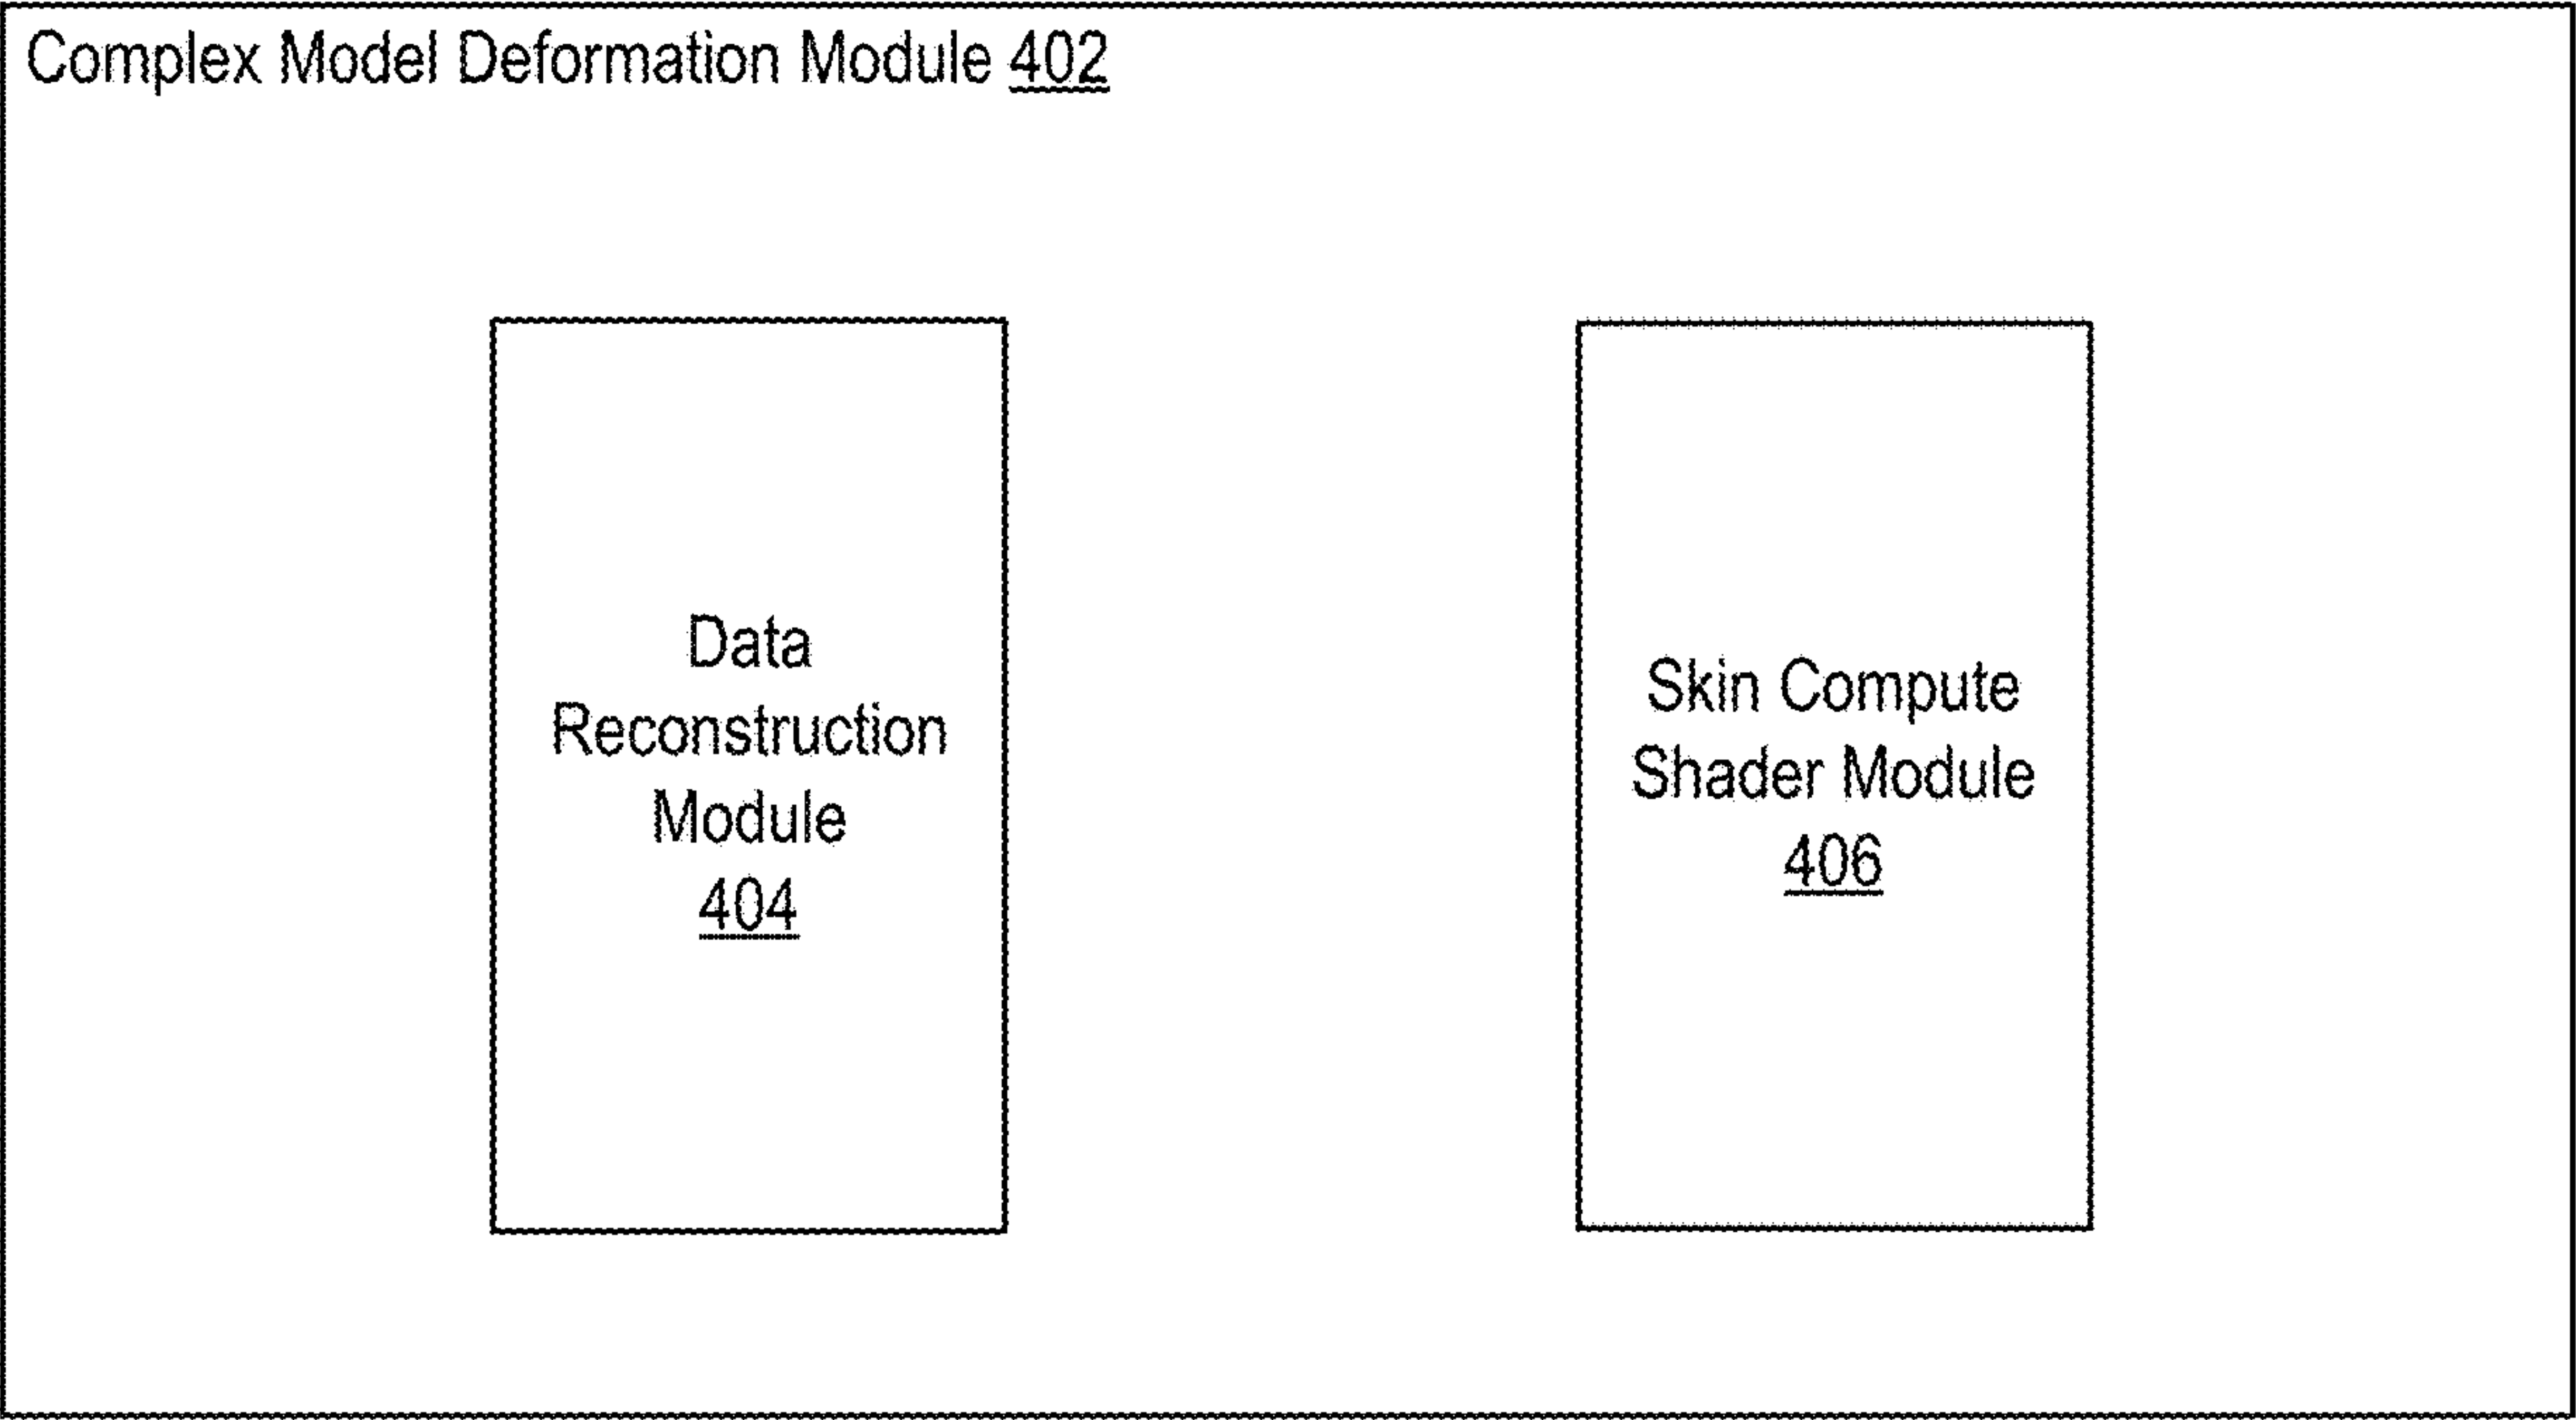 Complex Model Deformation Module 402
Data
Reconstruction
Module
404
Skin Compute
Shader Module
406